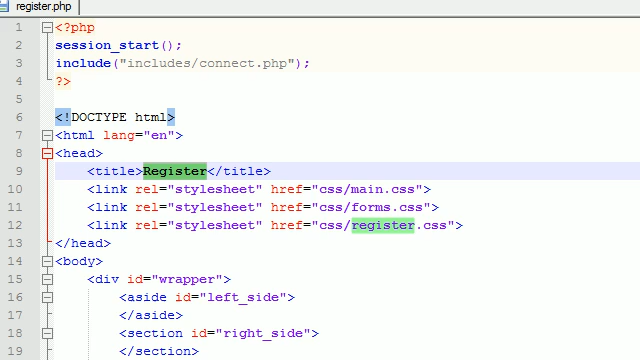 register.php
1 <?php
2 session_start();
3 include("includes/connect.php");
4 ?>
5
6 <!DOCTYPE html>
7 <html lang="en">
8 <head>
9 <title>Register</title>
10 <link rel="stylesheet" href="css/main.css">
11 <link rel="stylesheet" href="css/forms.css">
12 <link rel="stylesheet" href="css/register.css">
13 </head>
14 <body>
15 <div id="wrapper">
16 <aside id="left_side">
17 </aside>
18 <section id="right_side">
19 </section>